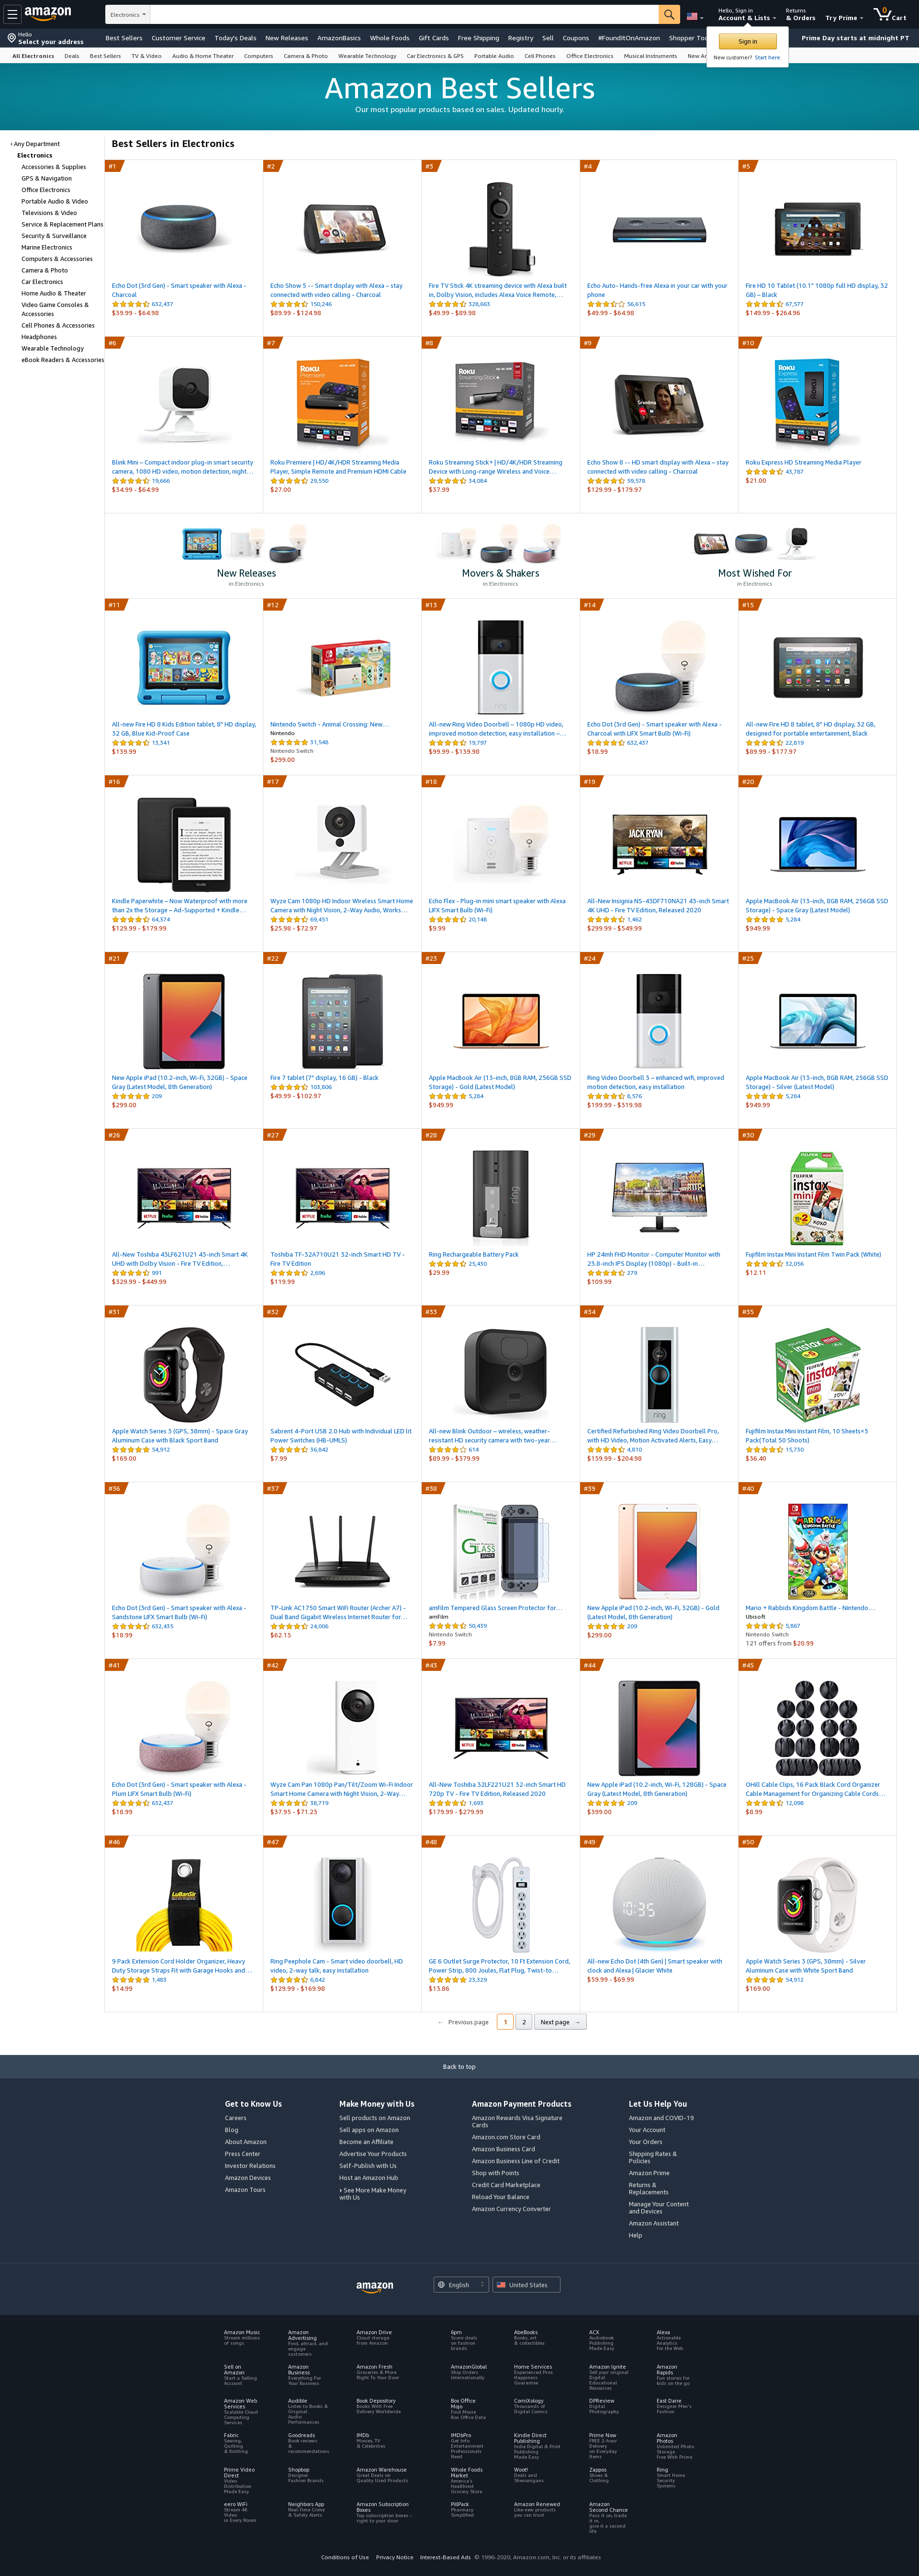 amazon
Electronics
Hello, Sign in
Account & Lists
Returns
& Orders
Try Prime
0
Cart
Hello
Select your address
Best Sellers Customer Service Today's Deals New Releases AmazonBasics Whole Foods Gift Cards Free Shipping Registry Sell Coupons #FoundItOnAmazon Shopper
Prime Day starts at midnight PT
Sign in
New customer? Start here.
All Electronics Deals Best Sellers TV & Video Audio & Home Theater Computers Camera & Photo Wearable Technology Car Electronics & GPS Portable Audio Cell Phones Office Electronics Musical Instruments
Amazon Best Sellers
Our most popular products based on sales. Updated hourly.
‹ Any Department
Electronics
Accessories & Supplies
GPS & Navigation
Office Electronics
Portable Audio & Video
Televisions & Video
Service & Replacement Plans
Security & Surveillance
Marine Electronics
Computers & Accessories
Camera & Photo
Car Electronics
Home Audio & Theater
Video Game Consoles &
Accessories
Cell Phones & Accessories
Headphones
Wearable Technology
eBook Readers & Accessories
Best Sellers in Electronics
#1
Echo Dot (3rd Gen) - Smart speaker with Alexa -
Charcoal
632,437
$39.99 - $64.98
#2
Echo Show 5 -- Smart display with Alexa – stay
connected with video calling - Charcoal
150,246
$89.99 - $124.98
#3
Fire TV Stick 4K streaming device with Alexa built
in, Dolby Vision, includes Alexa Voice Remote,…
328,663
$49.99 - $89.98
#4
Echo Auto- Hands-free Alexa in your car with your
phone
56,615
$49.99 - $64.98
#5
Fire HD 10 Tablet (10.1" 1080p full HD display, 32
GB) – Black
67,577
$149.99 - $264.96
#6
Blink Mini – Compact indoor plug-in smart security
camera, 1080 HD video, motion detection, night…
19,666
$34.99 - $64.99
#7
Roku Premiere | HD/4K/HDR Streaming Media
Player, Simple Remote and Premium HDMI Cable
29,550
$27.00
#8
Roku Streaming Stick+ | HD/4K/HDR Streaming
Device with Long-range Wireless and Voice…
34,084
$37.99
#9
Echo Show 8 -- HD smart display with Alexa – stay
connected with video calling - Charcoal
59,578
$129.99 - $179.97
#10
Roku Express HD Streaming Media Player
43,787
$21.00
New Releases
in Electronics
Movers & Shakers
in Electronics
Most Wished For
in Electronics
#11
All-new Fire HD 8 Kids Edition tablet, 8" HD display,
32 GB, Blue Kid-Proof Case
13,341
$139.99
#12
Nintendo Switch - Animal Crossing: New…
Nintendo
31,548
Nintendo Switch
$299.00
#13
All-new Ring Video Doorbell – 1080p HD video,
improved motion detection, easy installation –…
19,797
$99.99 - $139.98
#14
Echo Dot (3rd Gen) - Smart speaker with Alexa -
Charcoal with LIFX Smart Bulb (Wi-Fi)
632,437
$18.99
#15
All-new Fire HD 8 tablet, 8" HD display, 32 GB,
designed for portable entertainment, Black
22,819
$89.99 - $177.97
#16
Kindle Paperwhite – Now Waterproof with more
than 2x the Storage – Ad-Supported + Kindle…
64,374
$129.99 - $179.99
#17
Wyze Cam 1080p HD Indoor Wireless Smart Home
Camera with Night Vision, 2-Way Audio, Works…
69,451
$25.98 - $72.97
#18
Echo Flex - Plug-in mini smart speaker with Alexa
LIFX Smart Bulb (Wi-Fi)
20,148
$9.99
#19
JACK RYAN
All-New Insignia NS-43DF710NA21 43-inch Smart
4K UHD - Fire TV Edition, Released 2020
1,462
$299.99 - $549.99
#20
Apple MacBook Air (13-inch, 8GB RAM, 256GB SSD
Storage) - Space Gray (Latest Model)
5,284
$949.99
#21
New Apple iPad (10.2-inch, Wi-Fi, 32GB) - Space
Gray (Latest Model, 8th Generation)
209
$299.00
#22
Fire 7 tablet (7" display, 16 GB) - Black
103,806
$49.99 - $102.97
#23
Apple MacBook Air (13-inch, 8GB RAM, 256GB SSD
Storage) - Gold (Latest Model)
5,284
$949.99
#24
Ring Video Doorbell 3 – enhanced wifi, improved
motion detection, easy installation
8,576
$199.99 - $319.98
#25
Apple MacBook Air (13-inch, 8GB RAM, 256GB SSD
Storage) - Silver (Latest Model)
5,284
$949.99
#26
All-New Toshiba 43LF621U21 43-inch Smart 4K
UHD with Dolby Vision - Fire TV Edition,…
991
$329.99 - $449.99
#27
Toshiba TF-32A710U21 32-inch Smart HD TV -
Fire TV Edition
2,696
$119.99
#28
ring
Ring Rechargeable Battery Pack
25,430
$29.99
#29
HP 24mh FHD Monitor - Computer Monitor with
23.8-inch IPS Display (1080p) - Built-in…
279
$109.99
#30
instax
mini
Fujifilm Instax Mini Instant Film Twin Pack (White)
32,056
$12.11
#31
Apple Watch Series 3 (GPS, 38mm) - Space Gray
Aluminum Case with Black Sport Band
54,912
$169.00
#32
Sabrent 4-Port USB 2.0 Hub with Individual LED lit
Power Switches (HB-UMLS)
36,842
$7.99
#33
All-new Blink Outdoor – wireless, weather-
resistant HD security camera with two-year…
614
$89.99 - $379.99
#34
Certified Refurbished Ring Video Doorbell Pro,
with HD Video, Motion Activated Alerts, Easy…
4,810
$159.99 - $204.98
#35
Fujifilm Instax Mini Instant Film, 10 Sheets×5
Pack(Total 50 Shoots)
15,730
$36.40
#36
Echo Dot (3rd Gen) - Smart speaker with Alexa -
Sandstone LIFX Smart Bulb (Wi-Fi)
632,435
$18.99
#37
TP-Link AC1750 Smart WiFi Router (Archer A7) -
Dual Band Gigabit Wireless Internet Router for…
24,006
$62.13
#38
amFilm Tempered Glass Screen Protector for…
amFilm
50,439
Nintendo Switch
$7.99
#39
New Apple iPad (10.2-inch, Wi-Fi, 32GB) - Gold
(Latest Model, 8th Generation)
209
$299.00
#40
Mario + Rabbids Kingdom Battle - Nintendo…
Ubisoft
5,867
Nintendo Switch
121 offers from $20.99
#41
Echo Dot (3rd Gen) - Smart speaker with Alexa -
Plum LIFX Smart Bulb (Wi-Fi)
632,437
$18.99
#42
Wyze Cam Pan 1080p Pan/Tilt/Zoom Wi-Fi Indoor
Smart Home Camera with Night Vision, 2-Way…
38,719
$37.95 - $71.23
#43
All-New Toshiba 32LF221U21 32-inch Smart HD
720p TV - Fire TV Edition, Released 2020
1,693
$179.99 - $279.99
#44
New Apple iPad (10.2-inch, Wi-Fi, 128GB) - Space
Gray (Latest Model, 8th Generation)
209
$399.00
#45
OHill Cable Clips, 16 Pack Black Cord Organizer
Cable Management for Organizing Cable Cords…
12,098
$8.99
#46
9 Pack Extension Cord Holder Organizer, Heavy
Duty Storage Straps Fit with Garage Hooks and…
1,483
$14.99
#47
Ring Peephole Cam - Smart video doorbell, HD
video, 2-way talk, easy installation
6,842
$129.99 - $169.98
#48
GE 6 Outlet Surge Protector, 10 Ft Extension Cord,
Power Strip, 800 Joules, Flat Plug, Twist-to…
23,329
$13.86
#49
All-new Echo Dot (4th Gen) | Smart speaker with
clock and Alexa | Glacier White
$59.99 - $69.99
#50
Apple Watch Series 3 (GPS, 38mm) - Silver
Aluminum Case with White Sport Band
54,912
$169.00
← Previous page 1 2 Next page →
Back to top
Get to Know Us
Careers
Blog
About Amazon
Press Center
Investor Relations
Amazon Devices
Amazon Tours
Make Money with Us
Sell products on Amazon
Sell apps on Amazon
Become an Affiliate
Advertise Your Products
Self-Publish with Us
Host an Amazon Hub
› See More Make Money
with Us
Amazon Payment Products
Amazon Rewards Visa Signature
Cards
Amazon.com Store Card
Amazon Business Card
Amazon Business Line of Credit
Shop with Points
Credit Card Marketplace
Reload Your Balance
Amazon Currency Converter
Let Us Help You
Amazon and COVID-19
Your Account
Your Orders
Shipping Rates &
Policies
Amazon Prime
Returns &
Replacements
Manage Your Content
and Devices
Amazon Assistant
Help
amazon
English
United States
Amazon Music
Stream millions
of songs
Amazon
Advertising
Find, attract, and
engage
customers
Amazon Drive
Cloud storage
from Amazon
6pm
Score deals
on fashion
brands
AbeBooks
Books, art
& collectibles
ACX
Audiobook
Publishing
Made Easy
Alexa
Actionable
Analytics
for the Web
Sell on
Amazon
Start a Selling
Account
Amazon
Business
Everything For
Your Business
Amazon Fresh
Groceries & More
Right To Your Door
AmazonGlobal
Ship Orders
Internationally
Home Services
Experienced Pros
Happiness
Guarantee
Amazon Ignite
Sell your original
Digital
Educational
Resources
Amazon
Rapids
Fun stories for
kids on the go
Amazon Web
Services
Scalable Cloud
Computing
Services
Audible
Listen to Books &
Original
Audio
Performances
Book Depository
Books With Free
Delivery Worldwide
Box Office
Mojo
Find Movie
Box Office Data
ComiXology
Thousands of
Digital Comics
DPReview
Digital
Photography
East Dane
Designer Men's
Fashion
Fabric
Sewing,
Quilting
& Knitting
Goodreads
Book reviews
&
recommendations
IMDb
Movies, TV
& Celebrities
IMDbPro
Get Info
Entertainment
Professionals
Need
Kindle Direct
Publishing
Indie Digital & Print
Publishing
Made Easy
Prime Now
FREE 2-hour
Delivery
on Everyday
Items
Amazon
Photos
Unlimited Photo
Storage
Free With Prime
Prime Video
Direct
Video
Distribution
Made Easy
Shopbop
Designer
Fashion Brands
Amazon Warehouse
Great Deals on
Quality Used Products
Whole Foods
Market
America's
Healthiest
Grocery Store
Woot!
Deals and
Shenanigans
Zappos
Shoes &
Clothing
Ring
Smart Home
Security
Systems
eero WiFi
Stream 4K
Video
in Every Room
Neighbors App
Real-Time Crime
& Safety Alerts
Amazon Subscription
Boxes
Top subscription boxes –
right to your door
PillPack
Pharmacy
Simplified
Amazon Renewed
Like-new products
you can trust
Amazon
Second Chance
Pass it on, trade
it in,
give it a second
life
Conditions of Use Privacy Notice Interest-Based Ads © 1996-2020, Amazon.com, Inc. or its affiliates